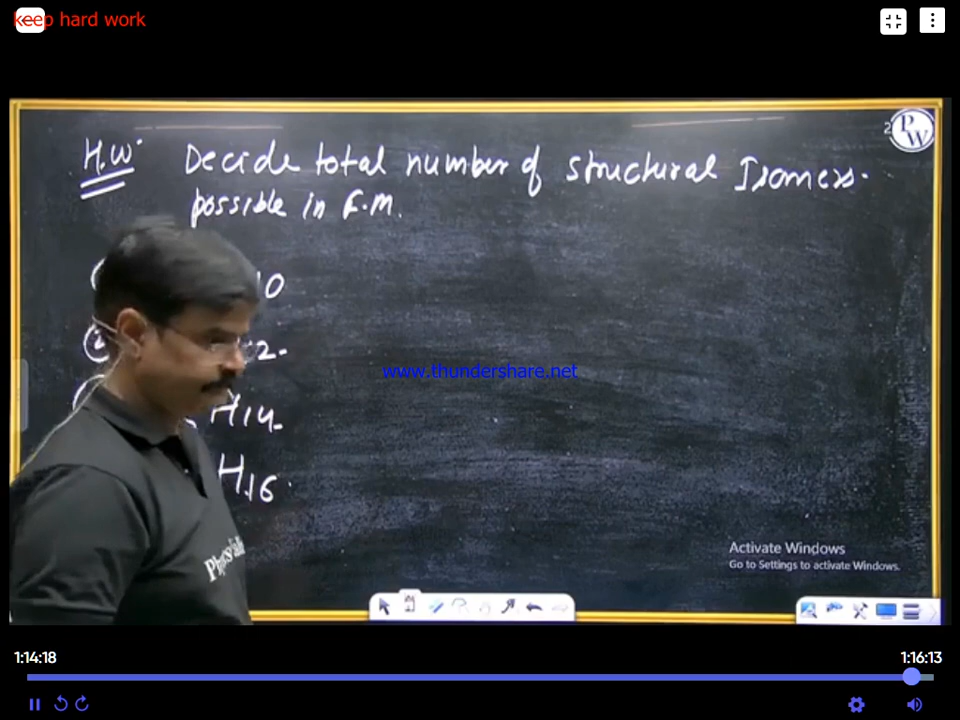 keep hard work
PW
H.W. Decide total number of structural Isomers.
possible in F.M.
10
2.
H14
H16.
www.thundershare.net
Activate Windows
Go to Settings to activate Windows.
1:14:18
1:16:13